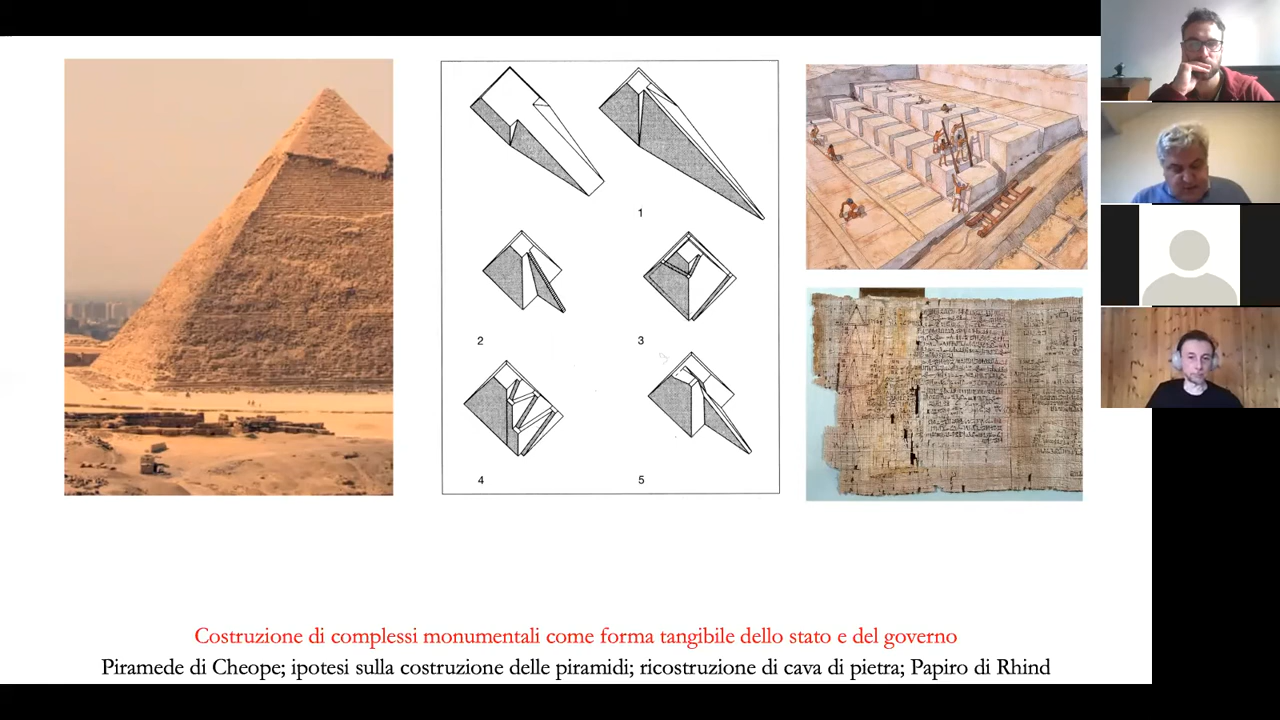 1
2
3
4
5
Costruzione di complessi monumentali come forma tangibile dello stato e del governo
Piramede di Cheope; ipotesi sulla costruzione delle piramidi; ricostruzione di cava di pietra; Papiro di Rhind